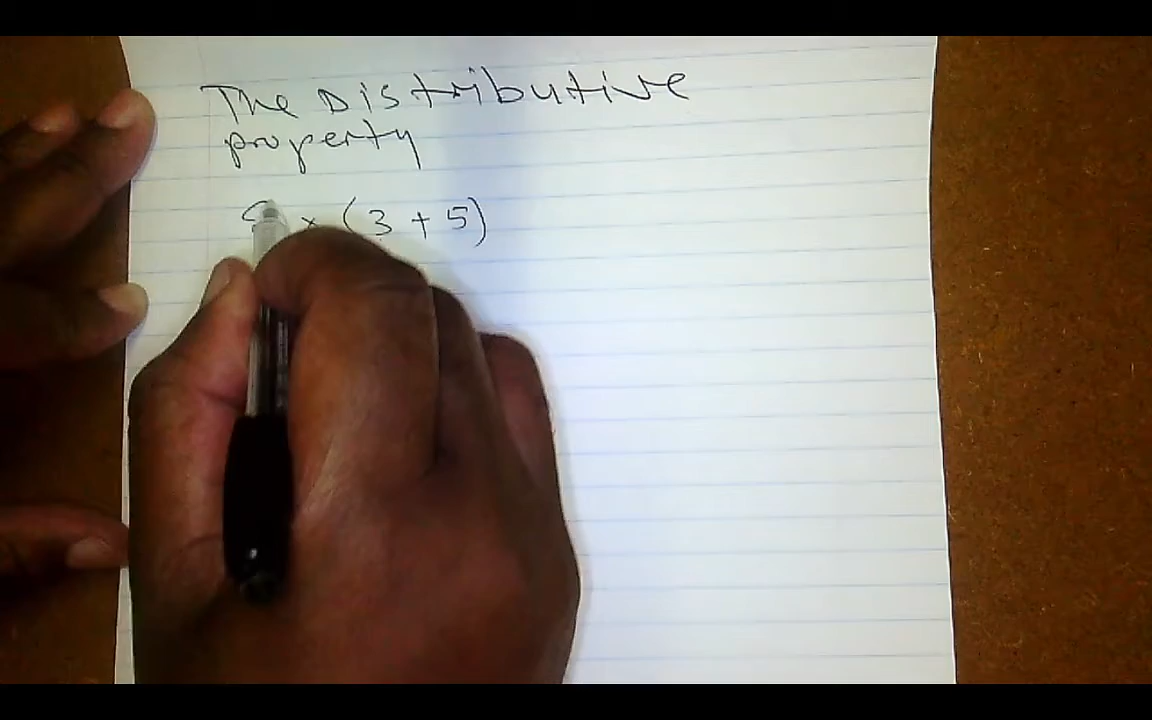 The Distributive
property
× (3 + 5)